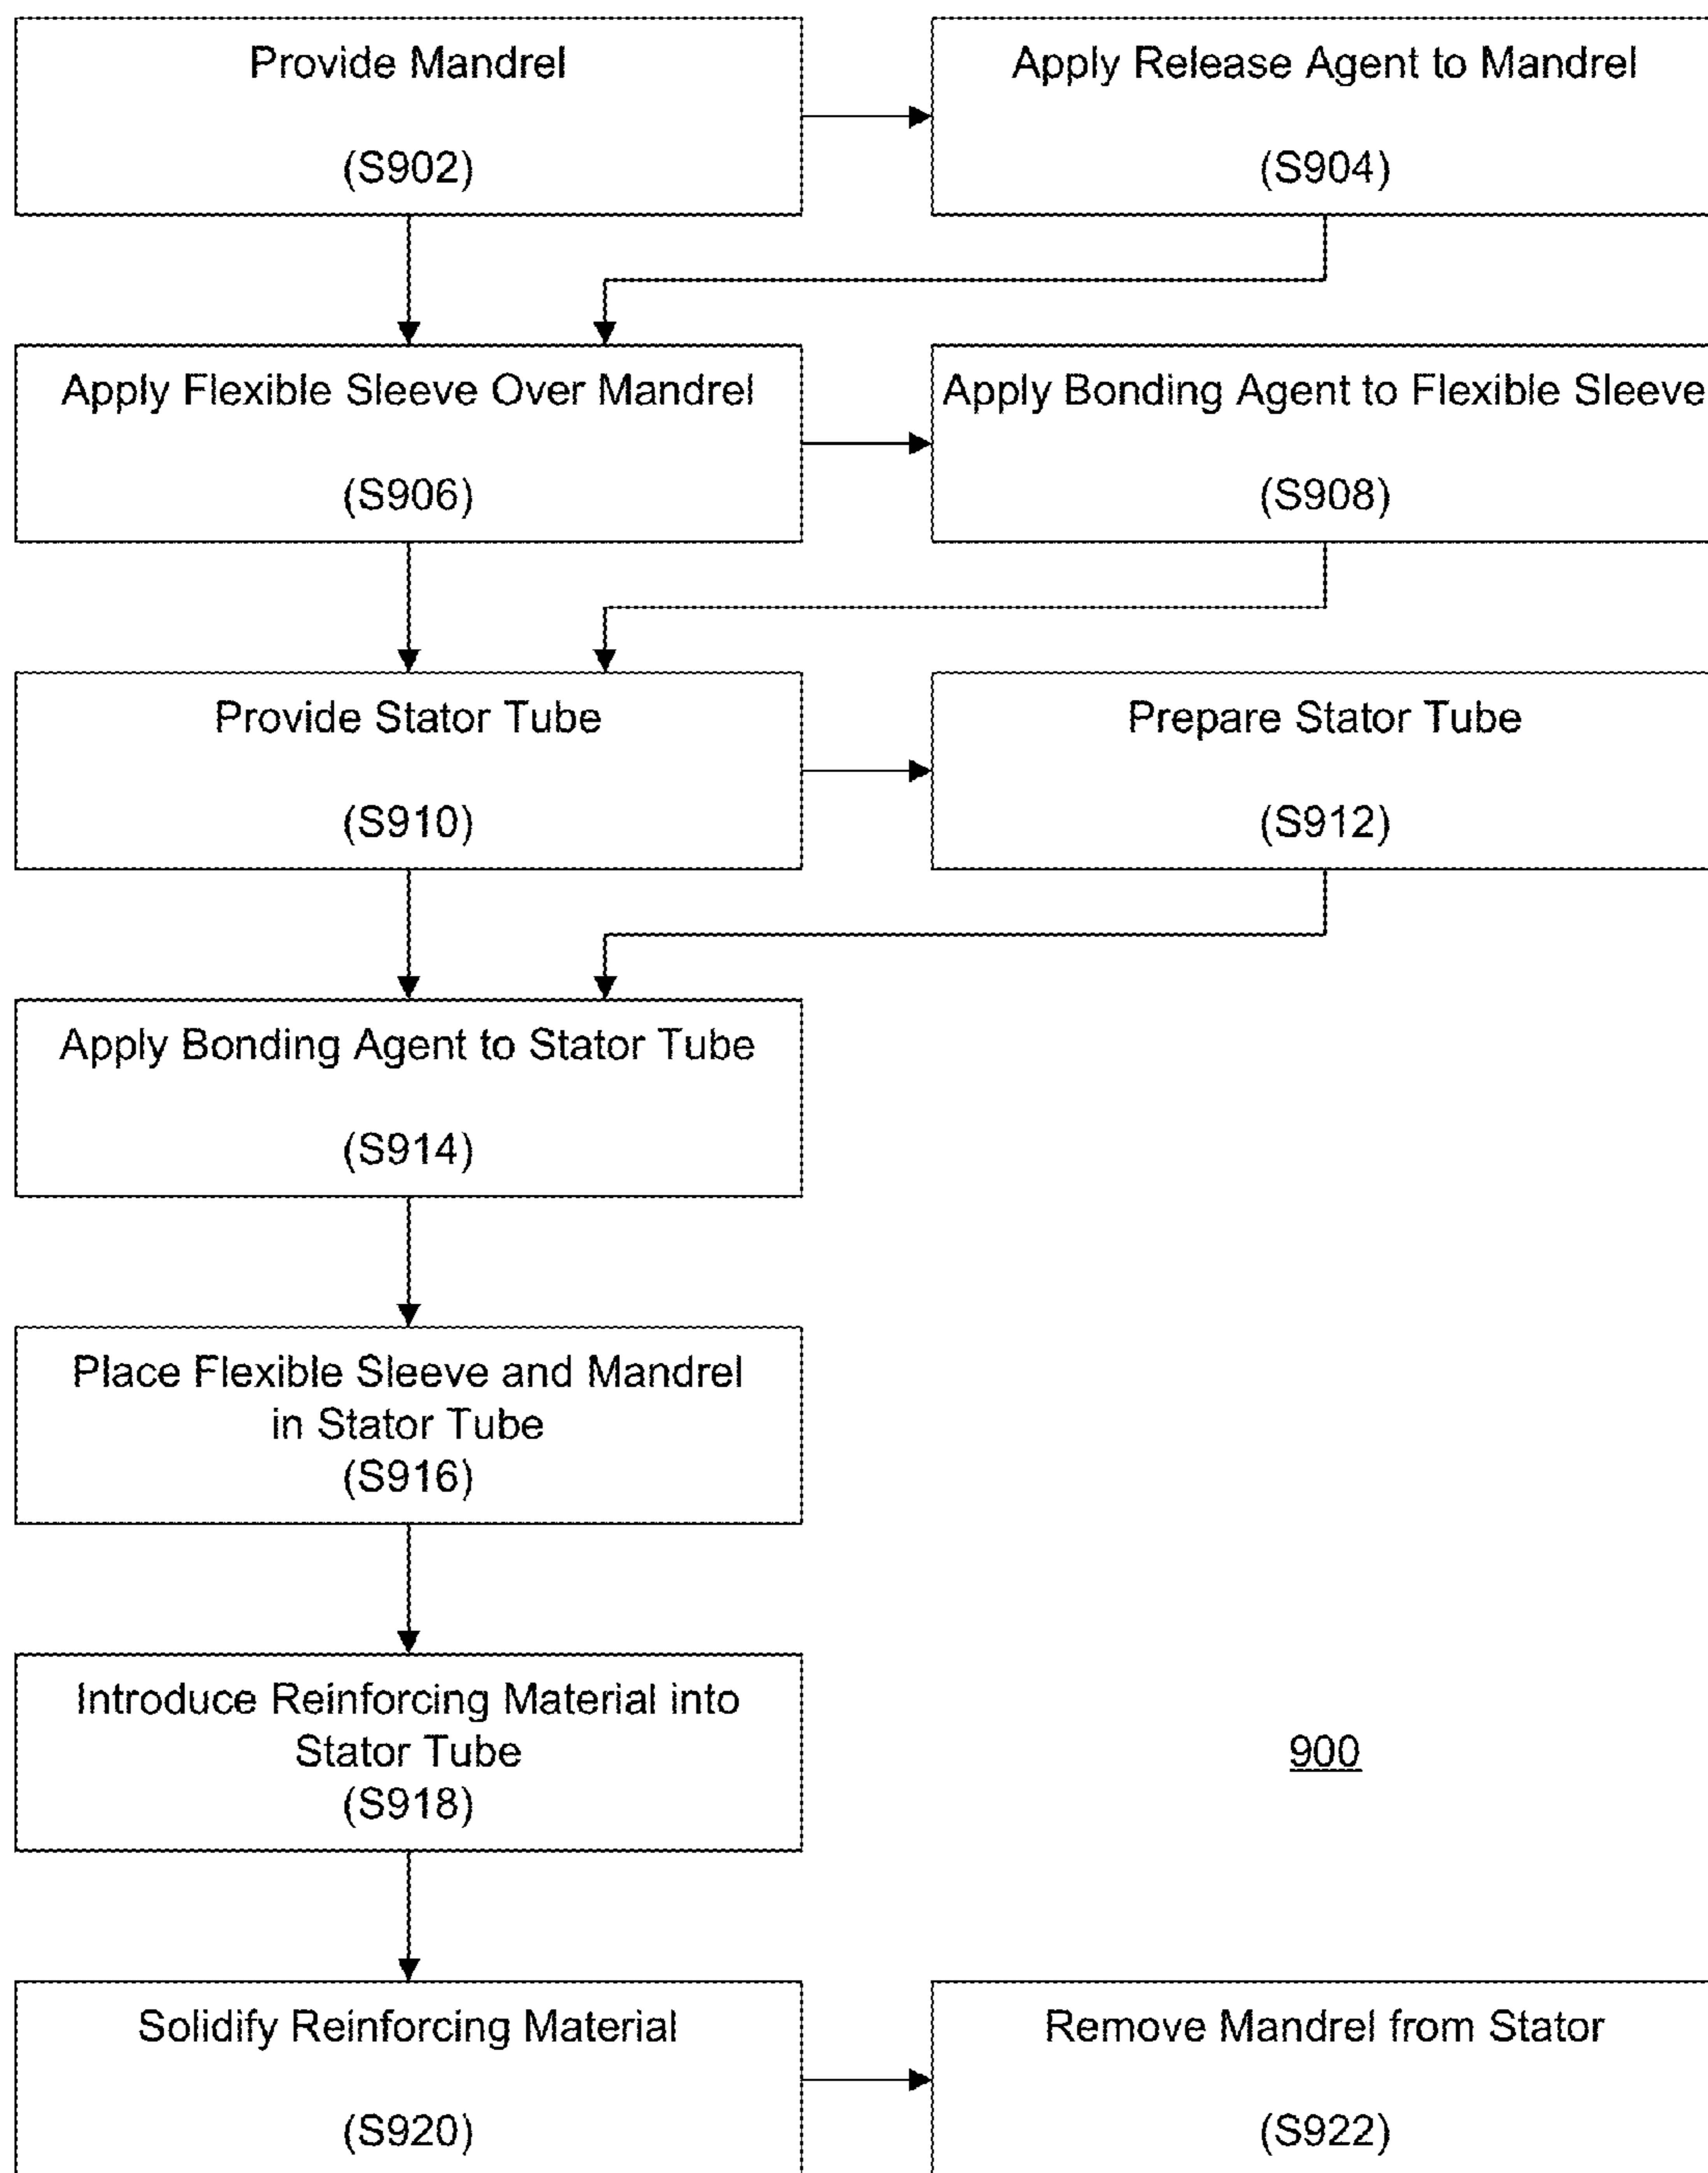 Provide Mandrel
(S902)
Apply Release Agent to Mandrel
(S904)
Apply Flexible Sleeve Over Mandrel
(S906)
Apply Bonding Agent to Flexible Sleeve
(S908)
Provide Stator Tube
(S910)
Prepare Stator Tube
(S912)
Apply Bonding Agent to Stator Tube
(S914)
Place Flexible Sleeve and Mandrel
in Stator Tube
(S916)
Introduce Reinforcing Material into
Stator Tube
(S918)
900
Solidify Reinforcing Material
(S920)
Remove Mandrel from Stator
(S922)